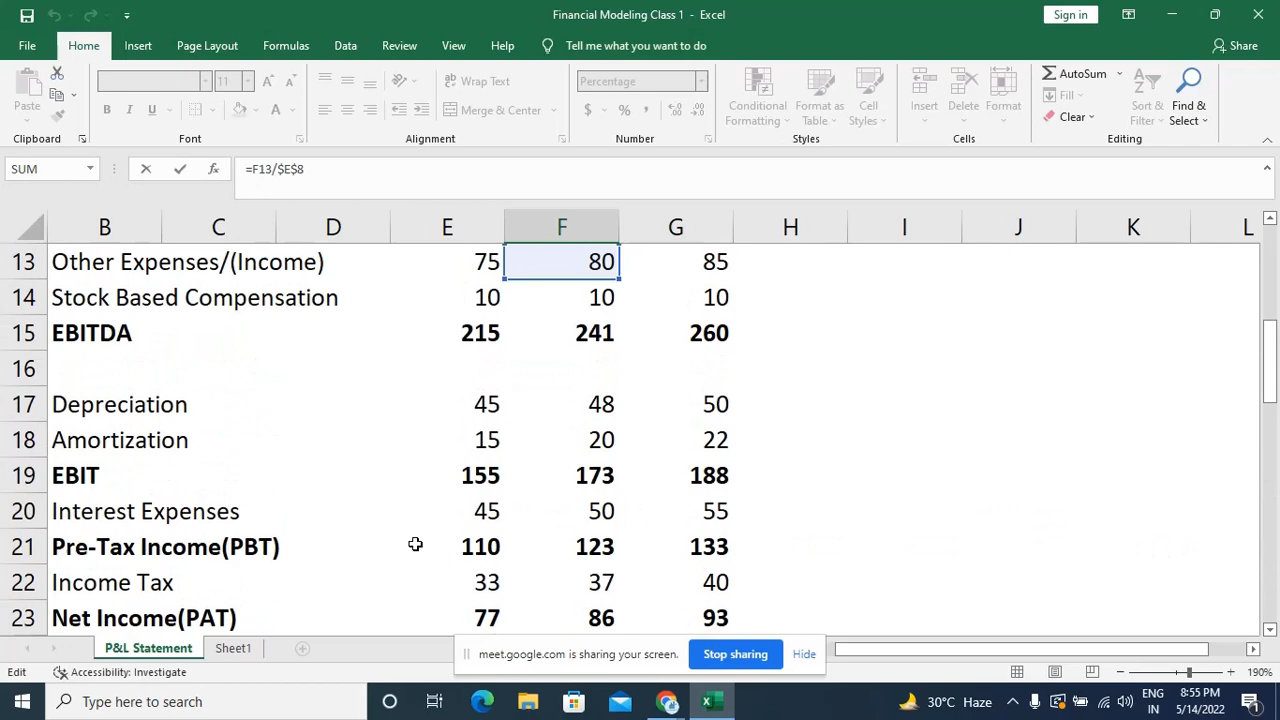 Financial Modeling Class 1 - Excel
Sign in
File Home Insert Page Layout Formulas Data Review View Help Tell me what you want to do Share
Paste
11
B I U
Wrap Text
Merge & Center
Percentage
$ % ,
Conditional Formatting
Format as Table
Cell Styles
Insert Delete Format
AutoSum
Fill
Clear
Sort & Filter
Find & Select
Clipboard Font Alignment Number Styles Cells Editing
SUM fx =F13/$E$8
B C D E F G H I J K L
13 Other Expenses/(Income) 75 80 85
14 Stock Based Compensation 10 10 10
15 EBITDA 215 241 260
16
17 Depreciation 45 48 50
18 Amortization 15 20 22
19 EBIT 155 173 188
20 Interest Expenses 45 50 55
21 Pre-Tax Income(PBT) 110 123 133
22 Income Tax 33 37 40
23 Net Income(PAT) 77 86 93
P&L Statement Sheet1
meet.google.com is sharing your screen. Stop sharing Hide
Edit Accessibility: Investigate 190%
Type here to search
30°C Haze
ENG IN
8:55 PM
5/14/2022